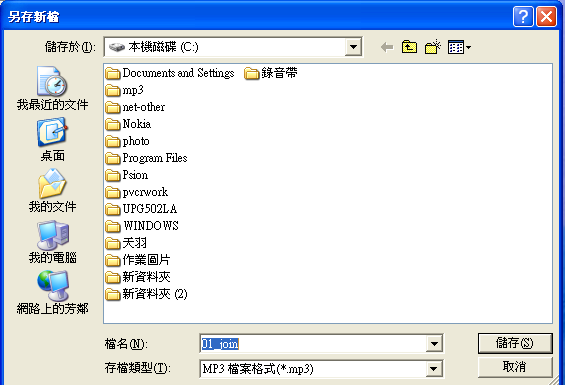 另存新檔
儲存於(I):
本機磁碟 (C:)
我最近的文件
桌面
我的文件
我的電腦
網路上的芳鄰
Documents and Settings
mp3
net-other
Nokia
photo
Program Files
Psion
pvcrwork
UPG502LA
WINDOWS
天羽
作業圖片
新資料夾
新資料夾 (2)
錄音帶
檔名(N):
01_join
儲存(S)
存檔類型(T):
MP3 檔案格式(*.mp3)
取消